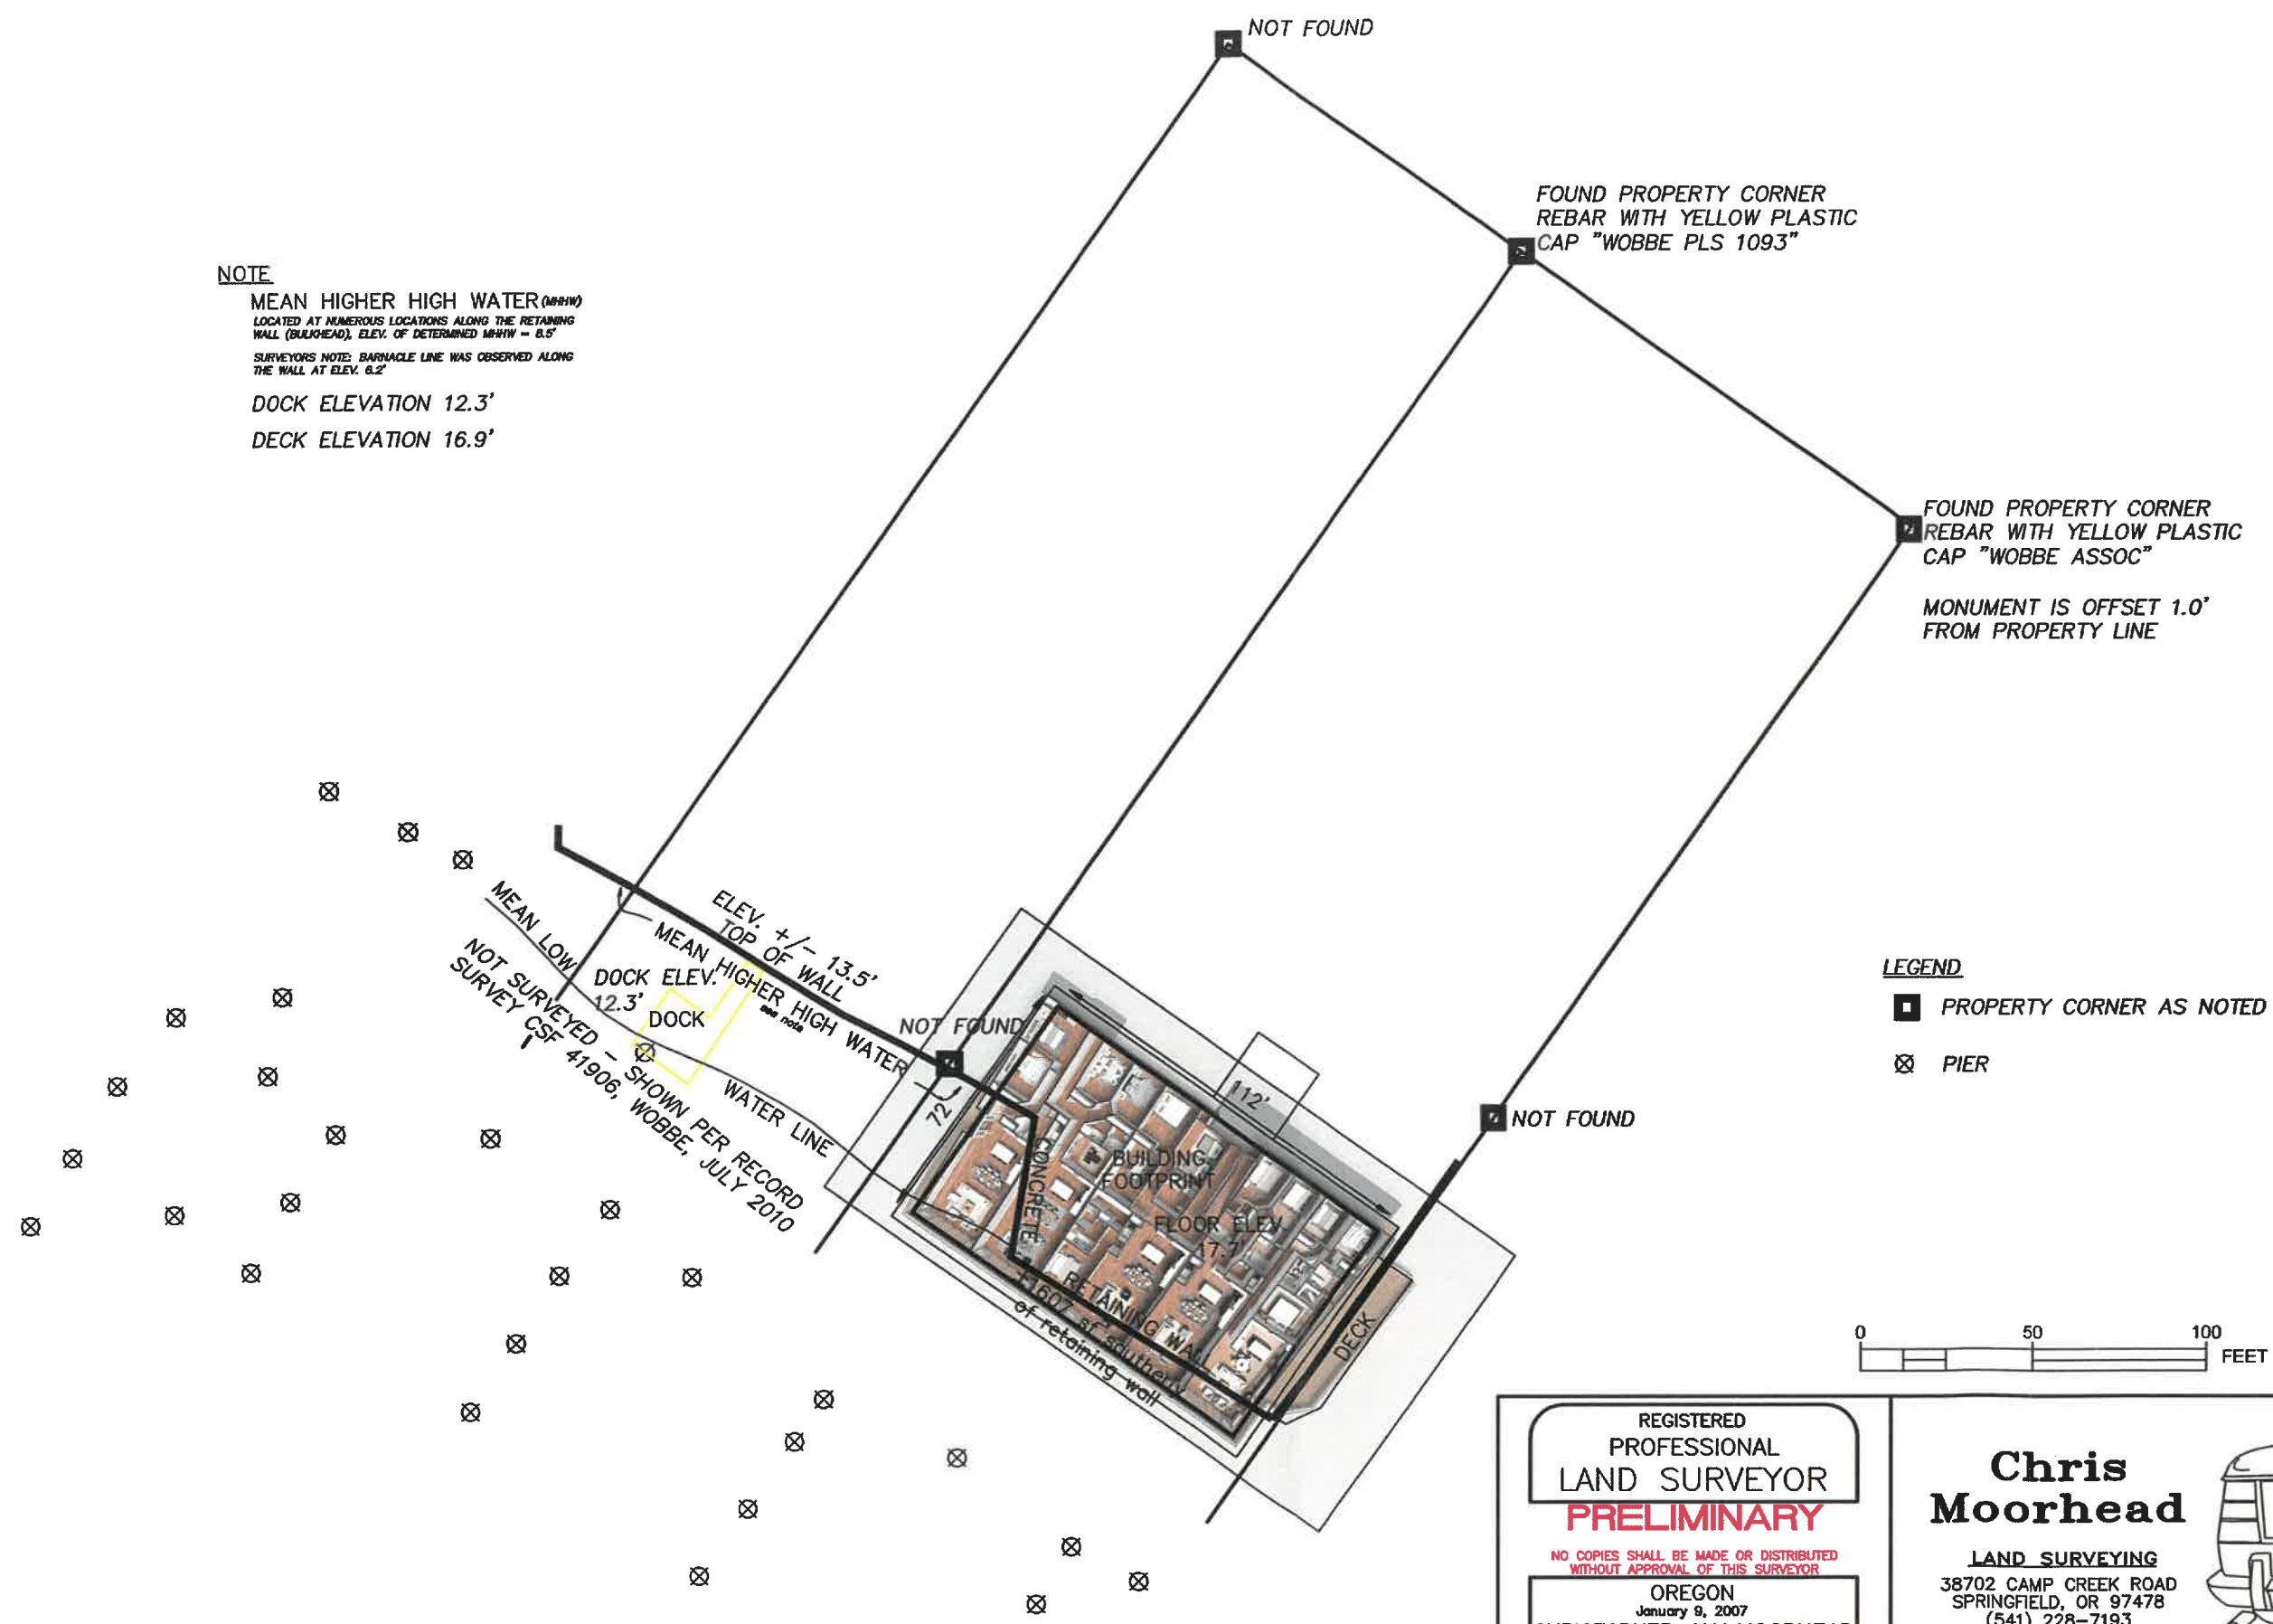 NOT FOUND
FOUND PROPERTY CORNER
REBAR WITH YELLOW PLASTIC
CAP "WOBBE PLS 1093"
NOTE
MEAN HIGHER HIGH WATER (MHHW)
LOCATED AT NUMEROUS LOCATIONS ALONG THE RETAINING
WALL (BULKHEAD), ELEV. OF DETERMINED MHHW = 8.5'
SURVEYORS NOTE: BARNACLE LINE WAS OBSERVED ALONG
THE WALL AT ELEV. 6.2'
DOCK ELEVATION 12.3'
DECK ELEVATION 16.9'
FOUND PROPERTY CORNER
REBAR WITH YELLOW PLASTIC
CAP "WOBBE ASSOC"
MONUMENT IS OFFSET 1.0'
FROM PROPERTY LINE
ELEV. +/- 13.5'
TOP OF WALL
MEAN HIGHER HIGH WATER
see note
MEAN LOW
WATER LINE
DOCK ELEV.
12.3'
DOCK
NOT SURVEYED - SHOWN PER RECORD
SURVEY CSF 41906, WOBBE, JULY 2010
NOT FOUND
72'
112'
CONCRETE
BUILDING
FOOTPRINT
FLOOR ELEV.
17.7'
RETAINING WALL
1607 sf southerly
of retaining wall
DECK
NOT FOUND
LEGEND
PROPERTY CORNER AS NOTED
PIER
0 50 100
FEET
REGISTERED
PROFESSIONAL
LAND SURVEYOR
PRELIMINARY
NO COPIES SHALL BE MADE OR DISTRIBUTED
WITHOUT APPROVAL OF THIS SURVEYOR
OREGON
January 9, 2007
Chris
Moorhead
LAND SURVEYING
38702 CAMP CREEK ROAD
SPRINGFIELD, OR 97478
(541) 228-7193